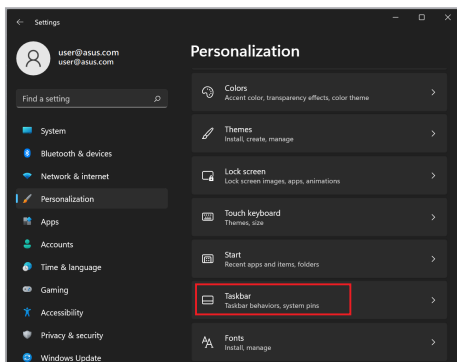 Settings
user@asus.com
user@asus.com
Find a setting
System
Bluetooth & devices
Network & internet
Personalization
Apps
Accounts
Time & language
Gaming
Accessibility
Privacy & security
Windows Update
Personalization
Colors
Accent color, transparency effects, color theme
Themes
Install, create, manage
Lock screen
Lock screen images, apps, animations
Touch keyboard
Themes, size
Start
Recent apps and items, folders
Taskbar
Taskbar behaviors, system pins
Fonts
Install, manage